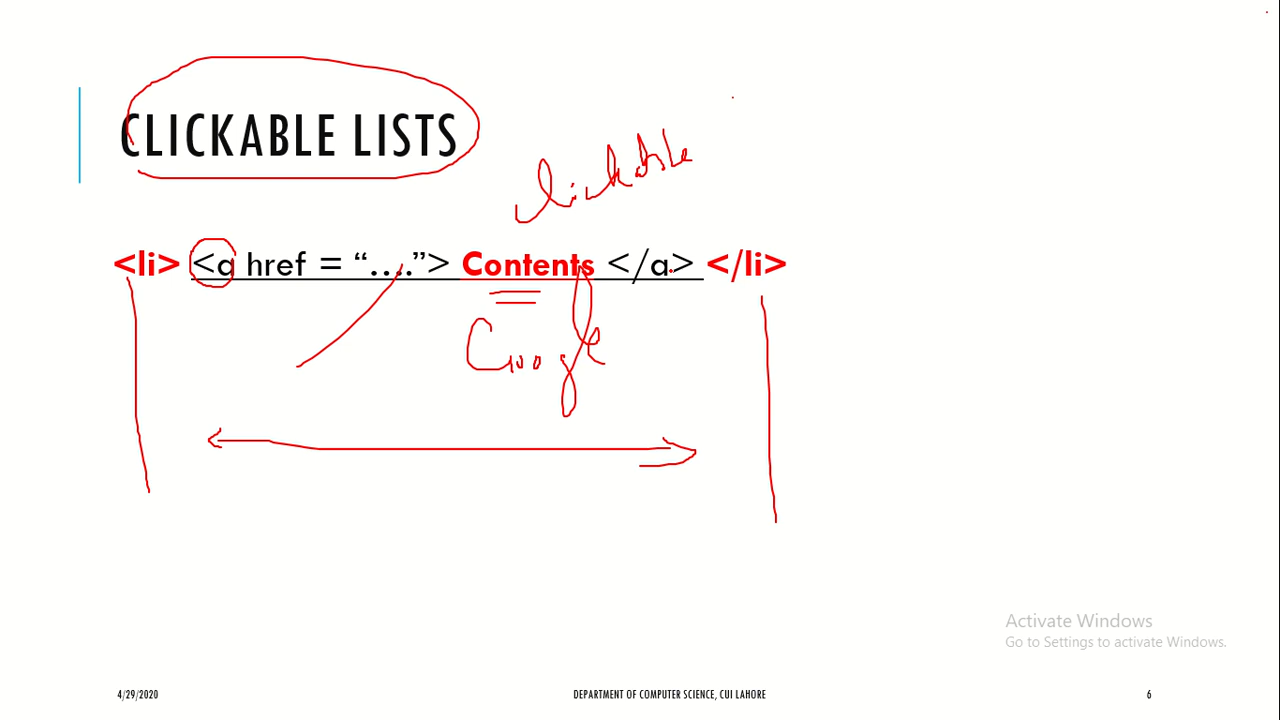 CLICKABLE LISTS
clickable
<li> <a href = “....”> Contents </a> </li>
Google
Activate Windows
Go to Settings to activate Windows.
4/29/2020
DEPARTMENT OF COMPUTER SCIENCE, CUI LAHORE
6